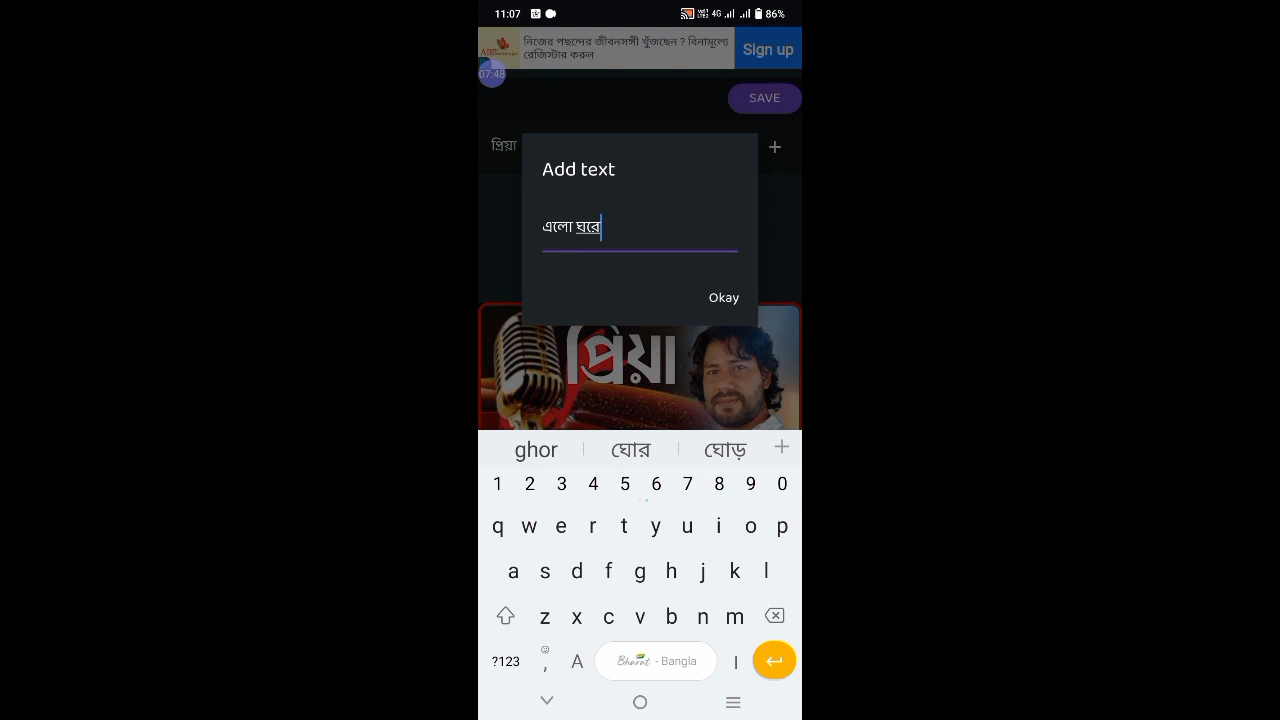 11:07 4G 86%
নিজের পছন্দের জীবনসঙ্গী খুঁজছেন ? বিনামূল্যে
রেজিস্টার করুন
Sign up
07:48
SAVE
প্রিয়া
+
Add text
এলো ঘরে
Okay
প্রিয়া
ghor ঘোর ঘোড় +
1 2 3 4 5 6 7 8 9 0
q w e r t y u i o p
a s d f g h j k l
z x c v b n m
?123 , A Bharat - Bangla ।